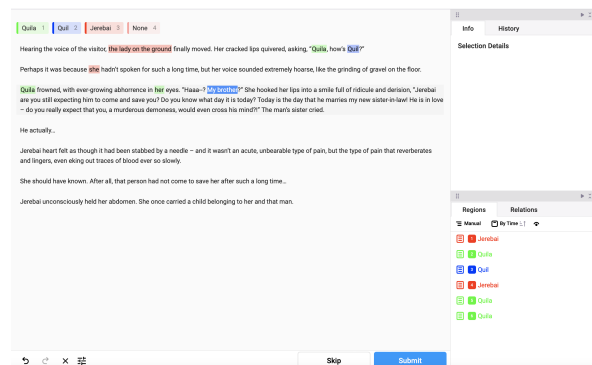 Quila 1 Quil 2 Jerebai 3 None 4
Hearing the voice of the visitor, the lady on the ground finally moved. Her cracked lips quivered, asking, "Quila, how's Quil?"
Perhaps it was because she hadn't spoken for such a long time, but her voice sounded extremely hoarse, like the grinding of gravel on the floor.
Quila frowned, with ever-growing abhorrence in her eyes. "Haaa–? My brother?" She hooked her lips into a smile full of ridicule and derision, "Jerebai
are you still expecting him to come and save you? Do you know what day it is today? Today is the day that he marries my new sister-in-law! He is in love
– do you really expect that you, a murderous demoness, would even cross his mind?!" The man's sister cried.
He actually…
Jerebai heart felt as though it had been stabbed by a needle – and it wasn't an acute, unbearable type of pain, but the type of pain that reverberates
and lingers, even eking out traces of blood ever so slowly.
She should have known. After all, that person had not come to save her after such a long time…
Jerebai unconsciously held her abdomen. She once carried a child belonging to her and that man.
Skip Submit
Info History
Selection Details
Regions Relations
Manual By Time
1 Jerebai
2 Quila
3 Quil
4 Jerebai
5 Quila
6 Quila